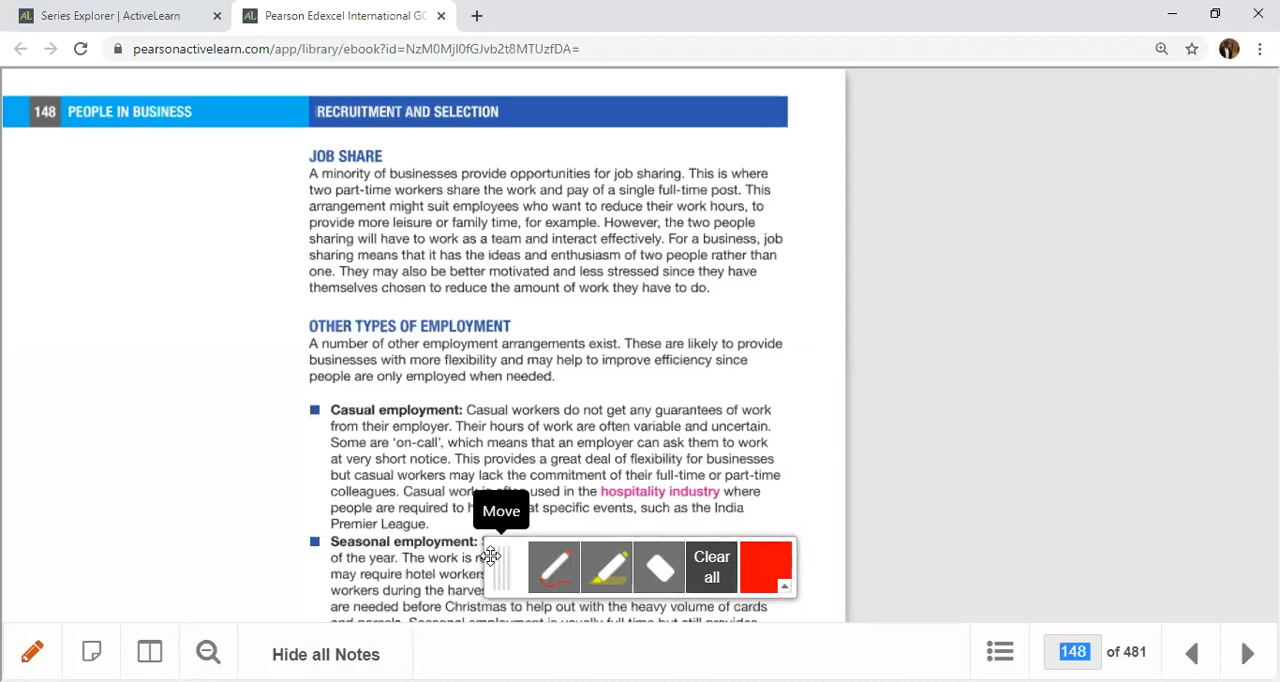 Series Explorer | ActiveLearn
Pearson Edexcel International GC
pearsonactivelearn.com/app/library/ebook?id=NzM0MjI0fGJvb2t8MTUzfDA=
148 PEOPLE IN BUSINESS RECRUITMENT AND SELECTION
JOB SHARE
A minority of businesses provide opportunities for job sharing. This is where
two part-time workers share the work and pay of a single full-time post. This
arrangement might suit employees who want to reduce their work hours, to
provide more leisure or family time, for example. However, the two people
sharing will have to work as a team and interact effectively. For a business, job
sharing means that it has the ideas and enthusiasm of two people rather than
one. They may also be better motivated and less stressed since they have
themselves chosen to reduce the amount of work they have to do.
OTHER TYPES OF EMPLOYMENT
A number of other employment arrangements exist. These are likely to provide
businesses with more flexibility and may help to improve efficiency since
people are only employed when needed.
Casual employment: Casual workers do not get any guarantees of work
from their employer. Their hours of work are often variable and uncertain.
Some are ‘on-call’, which means that an employer can ask them to work
at very short notice. This provides a great deal of flexibility for businesses
but casual workers may lack the commitment of their full-time or part-time
colleagues. Casual work is often used in the hospitality industry where
people are required to at specific events, such as the India
Premier League.
Move
Seasonal employment:
of the year. The work is
may require hotel workers
workers during the
are needed before Christmas to help out with the heavy volume of cards
Clear
all
Hide all Notes
148 of 481